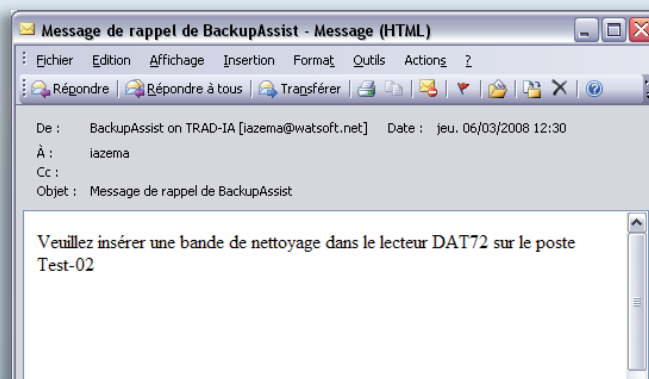 Message de rappel de BackupAssist - Message (HTML)
Fichier Edition Affichage Insertion Format Outils Actions ?
Répondre Répondre à tous Transférer
De : BackupAssist on TRAD-IA [iazema@watsoft.net] Date : jeu. 06/03/2008 12:30
À : iazema
Cc :
Objet : Message de rappel de BackupAssist
Veuillez insérer une bande de nettoyage dans le lecteur DAT72 sur le poste
Test-02